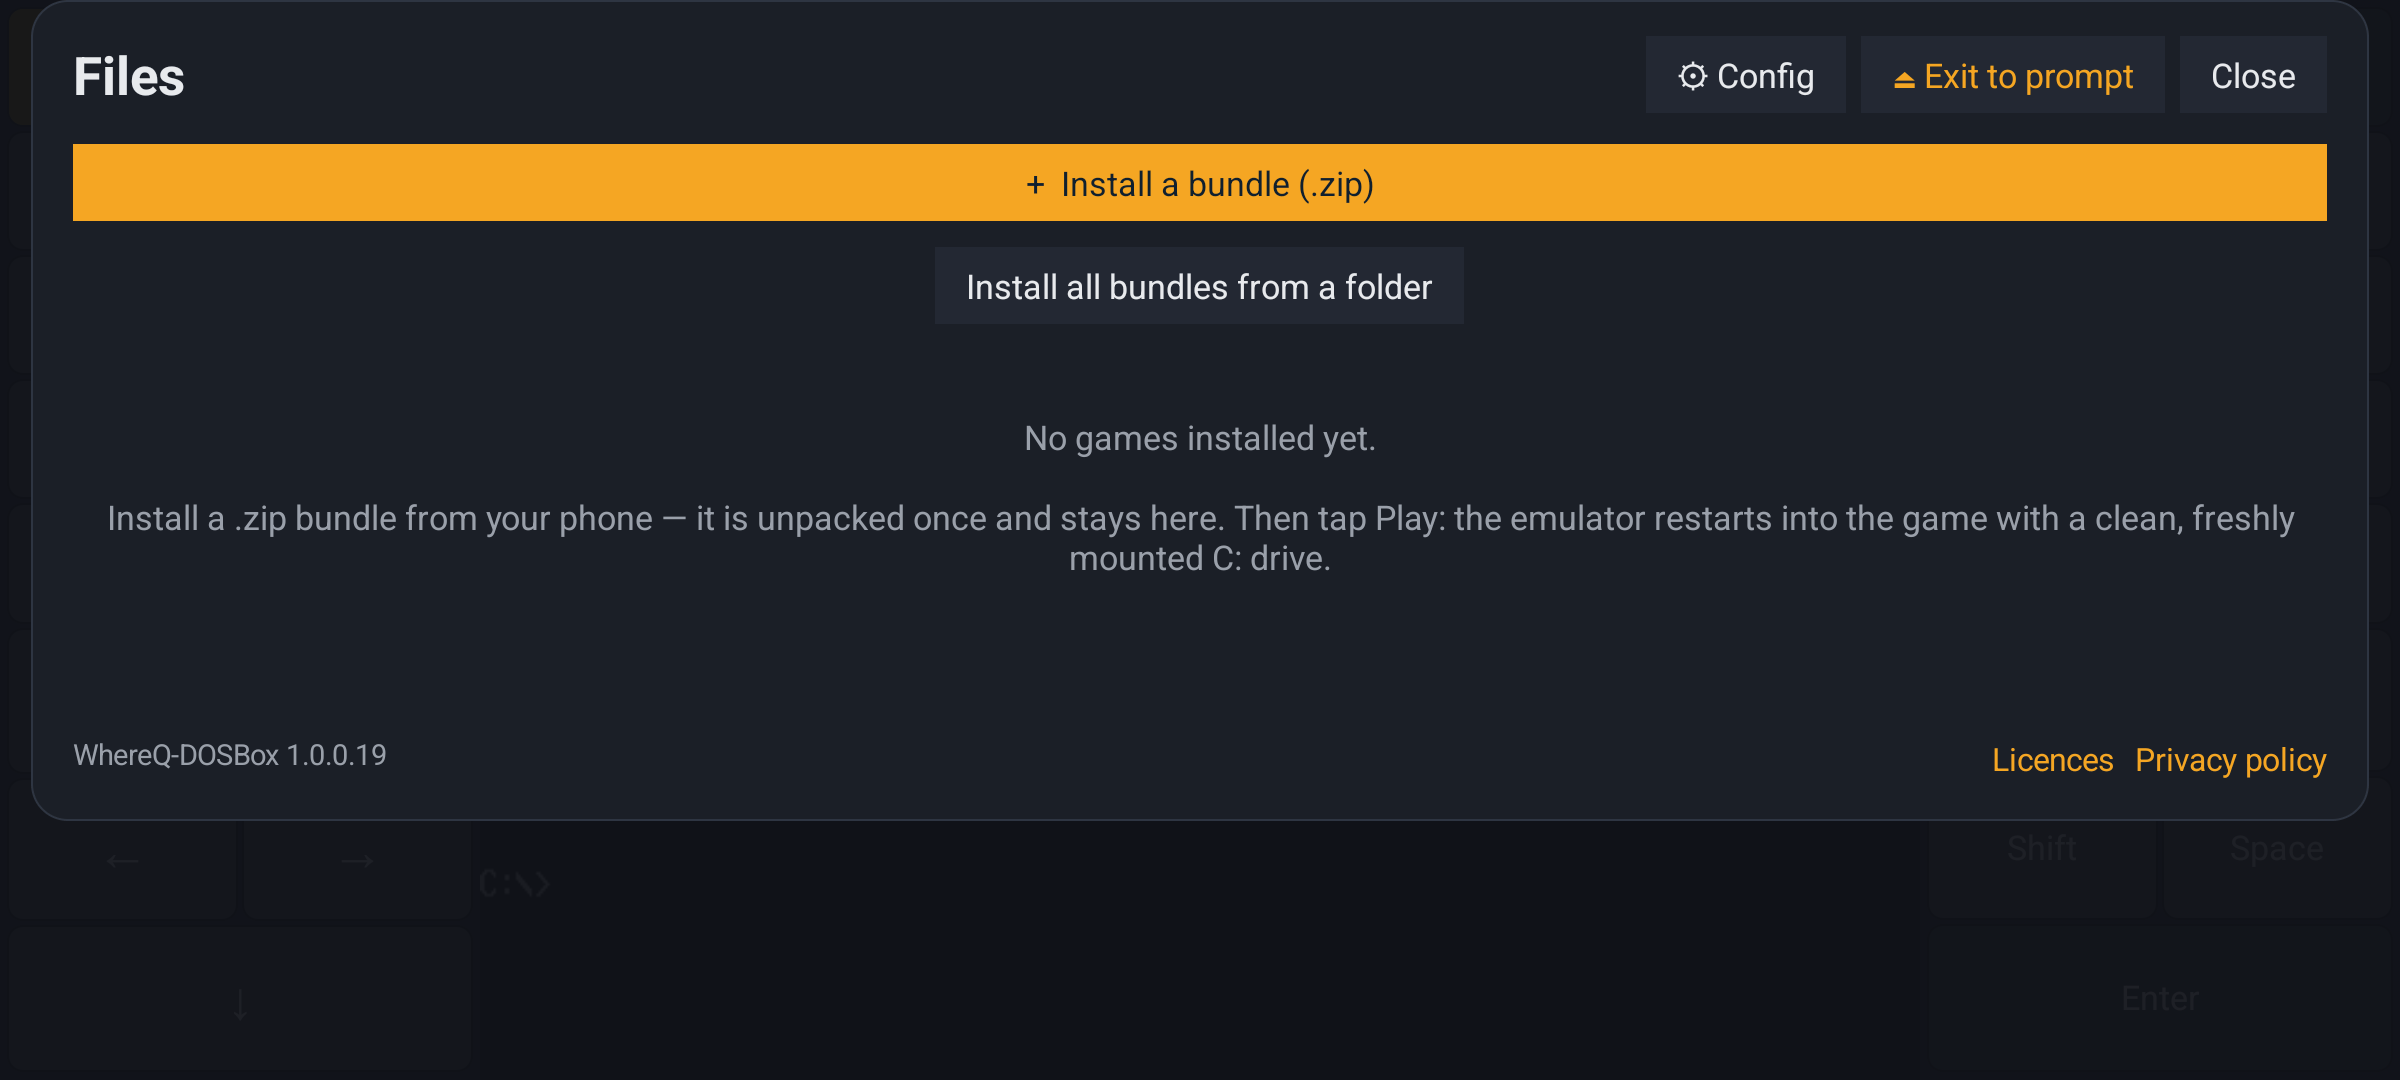 Files
⚙ Config
⏏ Exit to prompt
Close
+ Install a bundle (.zip)
Install all bundles from a folder
No games installed yet.
Install a .zip bundle from your phone — it is unpacked once and stays here. Then tap Play: the emulator restarts into the game with a clean, freshly
mounted C: drive.
WhereQ-DOSBox 1.0.0.19
Licences
Privacy policy
← →
C:\>
Shift
Space
↓
Enter